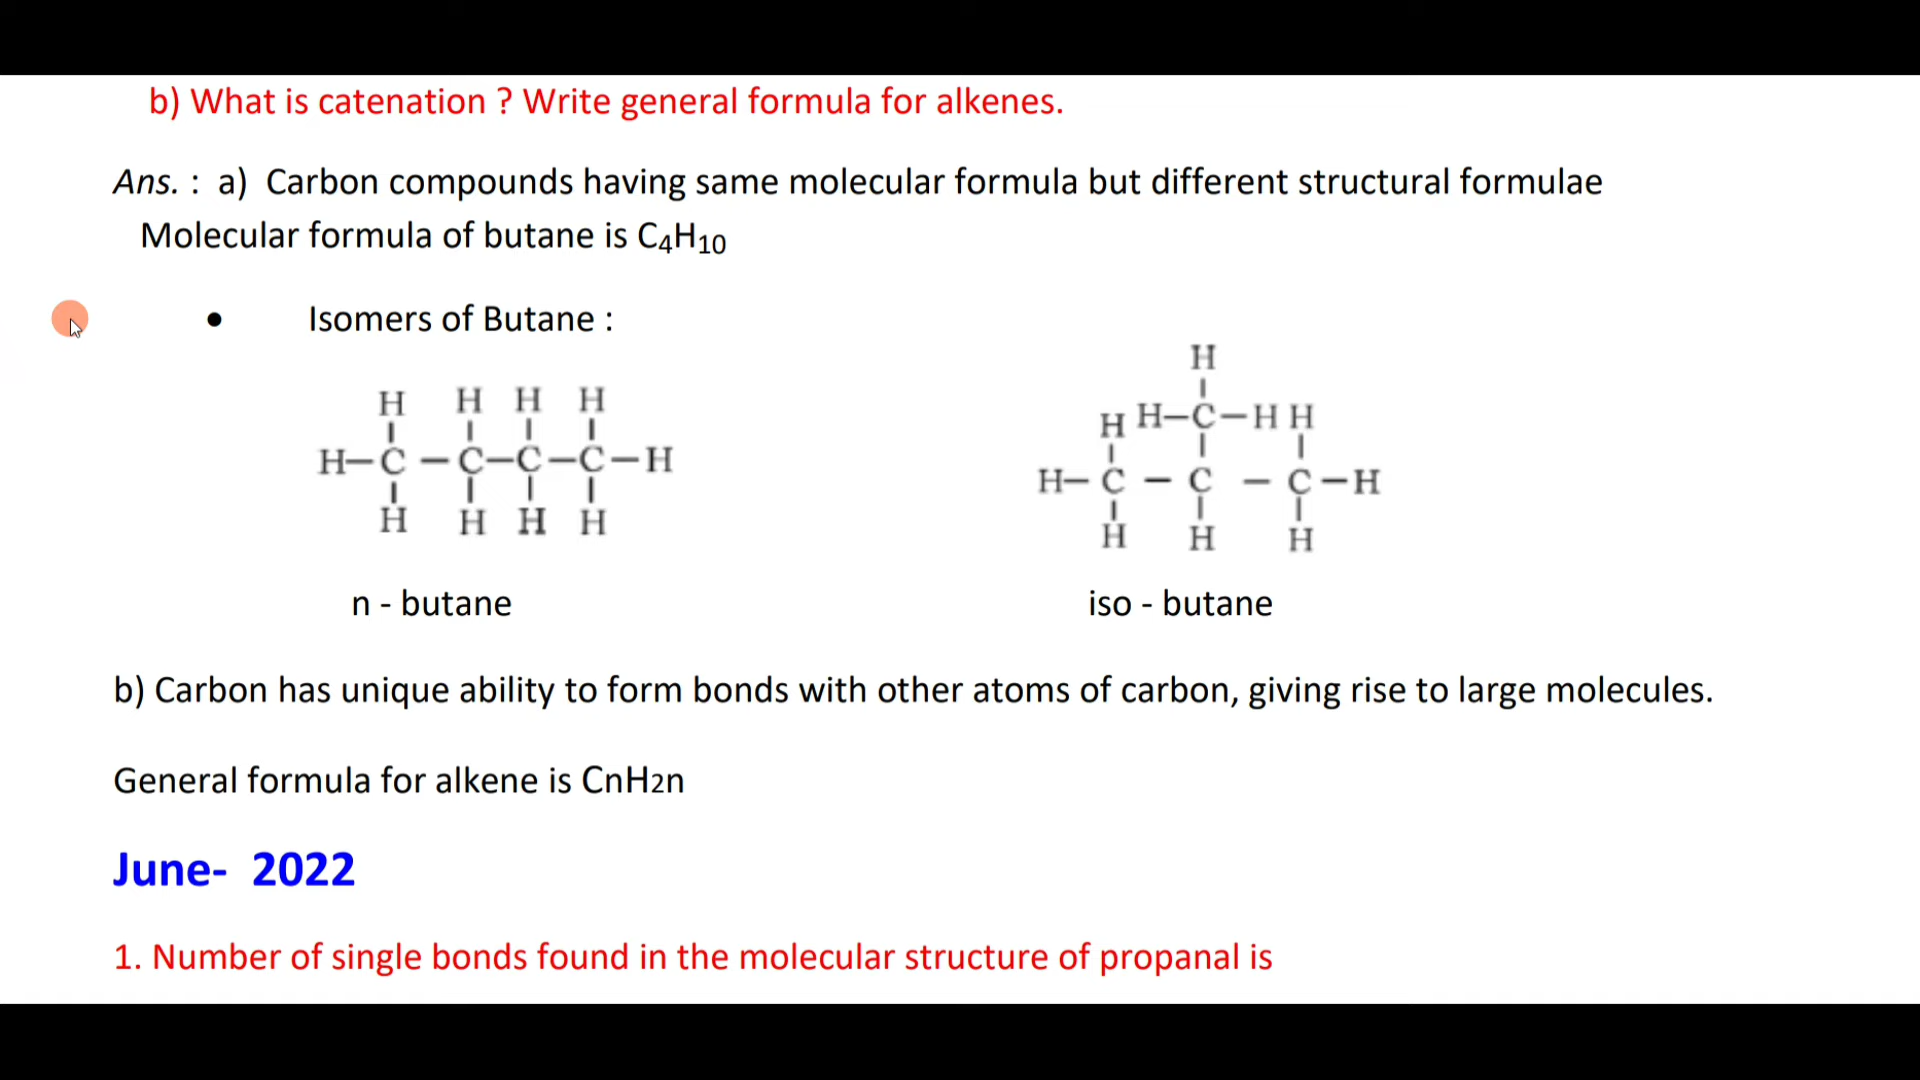 b) What is catenation ? Write general formula for alkenes.
Ans. : a) Carbon compounds having same molecular formula but different structural formulae
Molecular formula of butane is C₄H₁₀
• Isomers of Butane :
H
H H H H
H H–C–H H
H–C–C–C–C–H
H–C–C–C–H
H H H H
H H H
n - butane
iso - butane
b) Carbon has unique ability to form bonds with other atoms of carbon, giving rise to large molecules.
General formula for alkene is CnH2n
June- 2022
1. Number of single bonds found in the molecular structure of propanal is